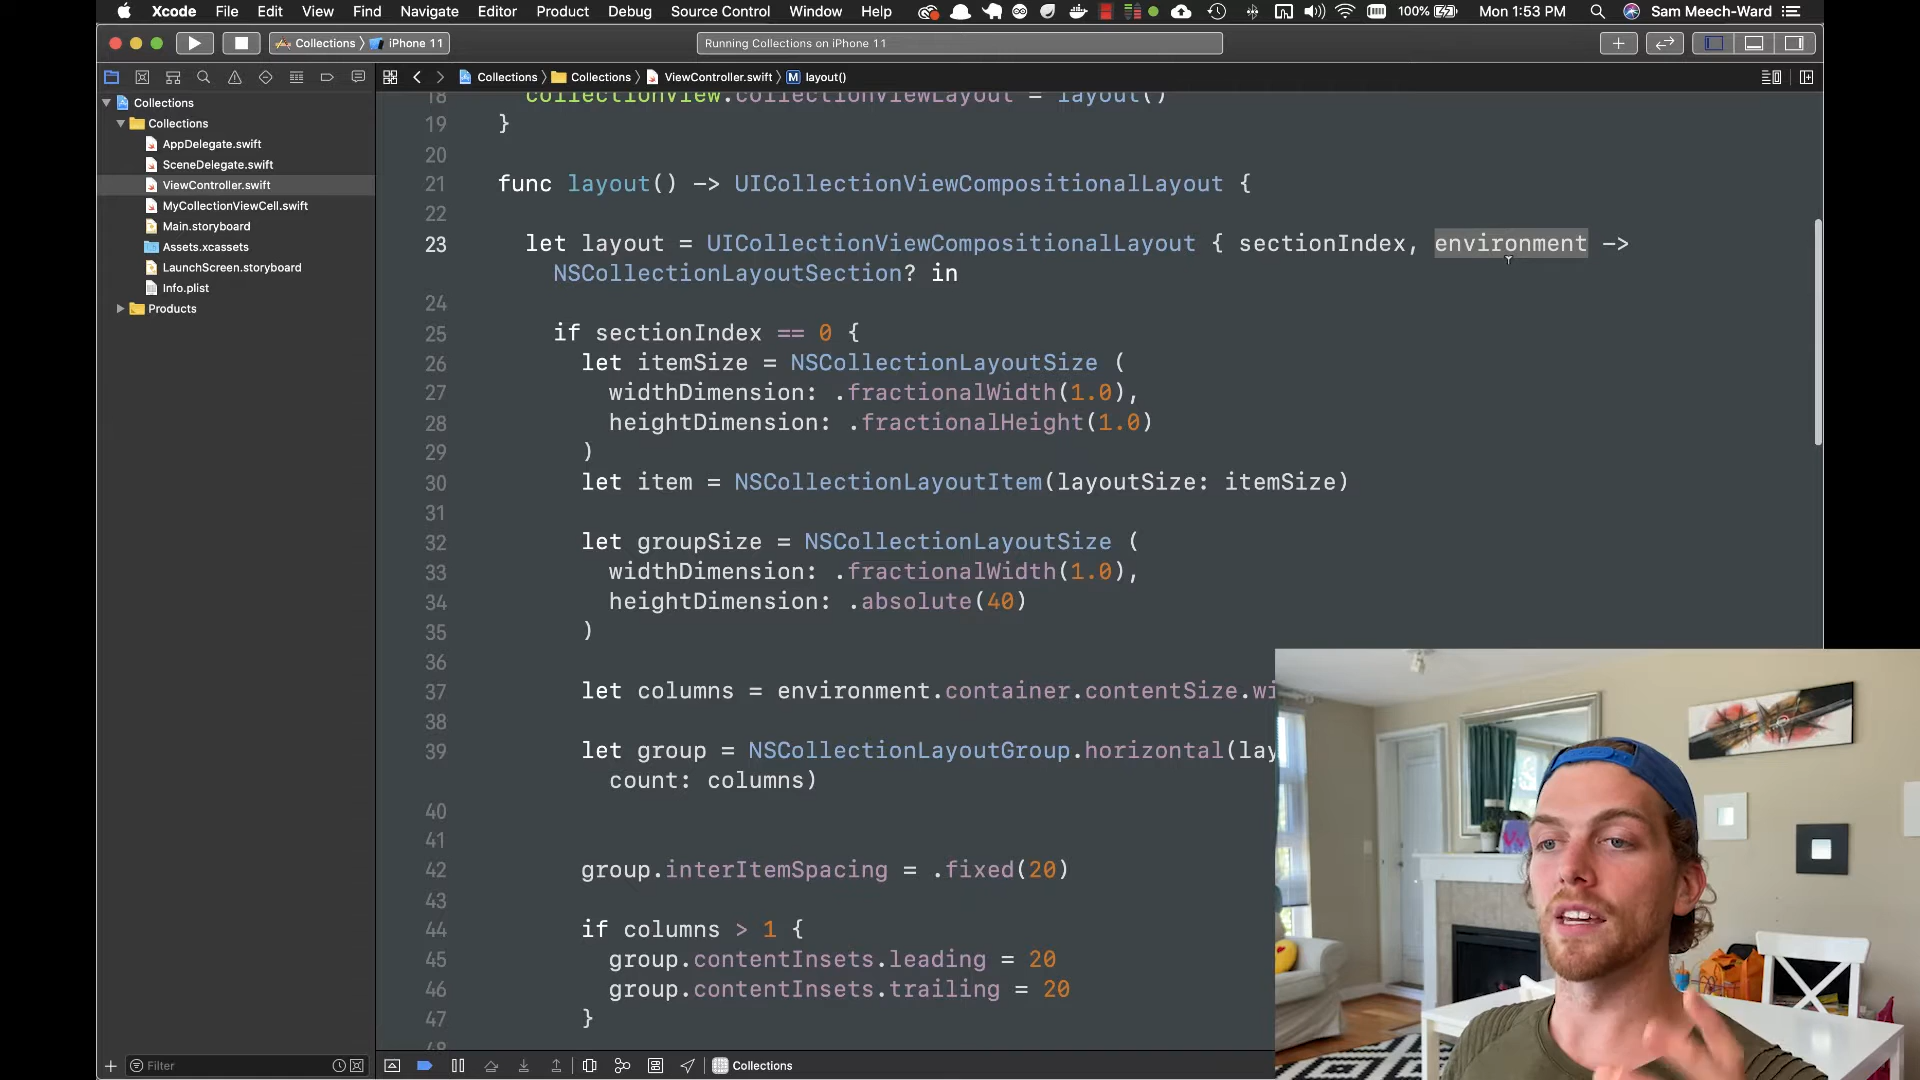 Xcode File Edit View Find Navigate Editor Product Debug Source Control Window Help 100% Mon 1:53 PM Sam Meech-Ward
Collections iPhone 11 Running Collections on iPhone 11
Collections Collections ViewController.swift M layout()
Collections
Collections
AppDelegate.swift
SceneDelegate.swift
ViewController.swift
MyCollectionViewCell.swift
Main.storyboard
Assets.xcassets
LaunchScreen.storyboard
Info.plist
Products
18 collectionView.collectionViewLayout = layout()
19 }
20
21 func layout() -> UICollectionViewCompositionalLayout {
22
23 let layout = UICollectionViewCompositionalLayout { sectionIndex, environment ->
NSCollectionLayoutSection? in
24
25 if sectionIndex == 0 {
26 let itemSize = NSCollectionLayoutSize (
27 widthDimension: .fractionalWidth(1.0),
28 heightDimension: .fractionalHeight(1.0)
29 )
30 let item = NSCollectionLayoutItem(layoutSize: itemSize)
31
32 let groupSize = NSCollectionLayoutSize (
33 widthDimension: .fractionalWidth(1.0),
34 heightDimension: .absolute(40)
35 )
36
37 let columns = environment.container.contentSize.wi
38
39 let group = NSCollectionLayoutGroup.horizontal(lay
count: columns)
40
41
42 group.interItemSpacing = .fixed(20)
43
44 if columns > 1 {
45 group.contentInsets.leading = 20
46 group.contentInsets.trailing = 20
47 }
48
Filter Collections